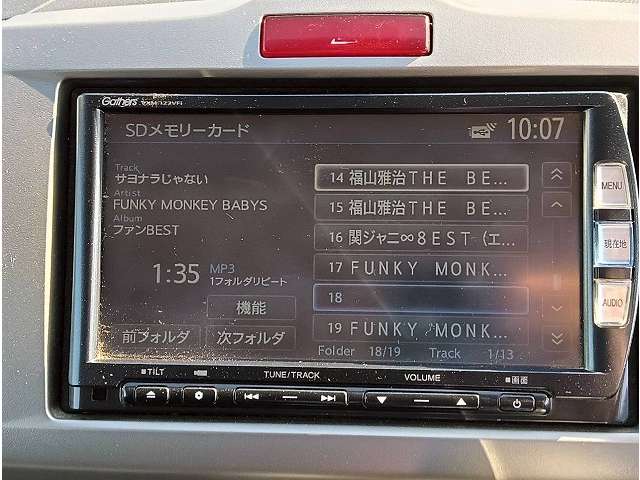 Gathers VXM-122VFi
SDメモリーカード
10:07
Track
サヨナラじゃない
Artist
FUNKY MONKEY BABYS
Album
ファンBEST
1:35 MP3
1フォルダリピート
機能
前フォルダ 次フォルダ
14 福山雅治THE BE...
15 福山雅治THE BE...
16 関ジャニ∞8EST（エ...
17 FUNKY MONK...
18
19 FUNKY MONK...
Folder 18/19 Track 1/13
MENU
現在地
AUDIO
TILT
TUNE/TRACK
VOLUME
画面